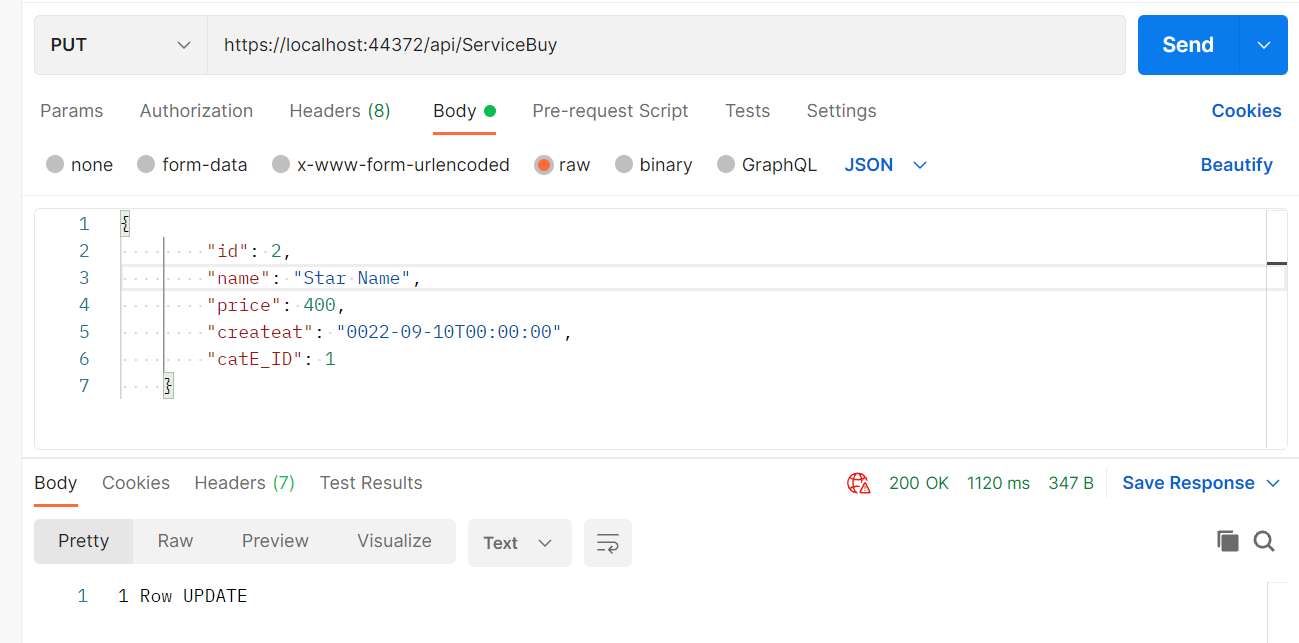 PUT https://localhost:44372/api/ServiceBuy Send
Params Authorization Headers (8) Body Pre-request Script Tests Settings Cookies
none form-data x-www-form-urlencoded raw binary GraphQL JSON Beautify
1 {
2 "id": 2,
3 "name": "Star Name",
4 "price": 400,
5 "createat": "0022-09-10T00:00:00",
6 "catE_ID": 1
7 }
Body Cookies Headers (7) Test Results 200 OK 1120 ms 347 B Save Response
Pretty Raw Preview Visualize Text
1 1 Row UPDATE